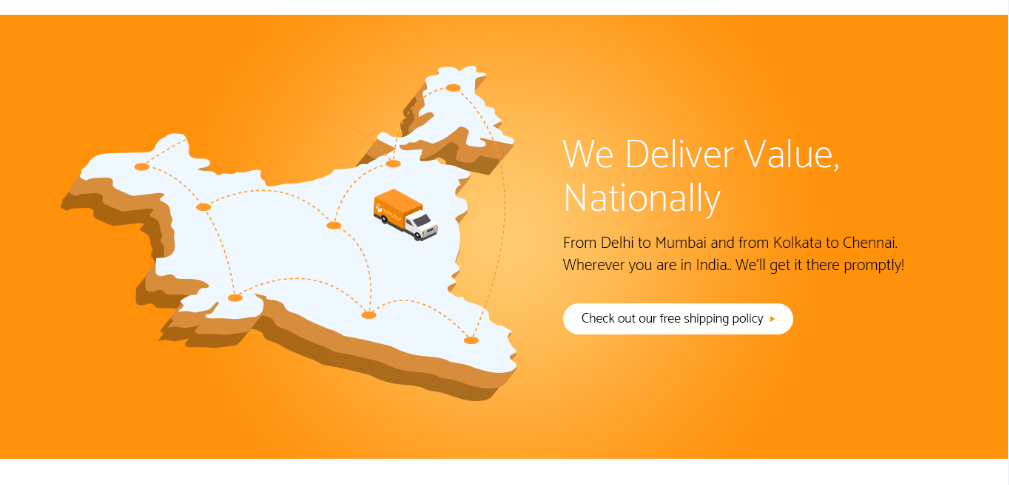 We Deliver Value,
Nationally
From Delhi to Mumbai and from Kolkata to Chennai.
Wherever you are in India.. We'll get it there promptly!
Check out our free shipping policy